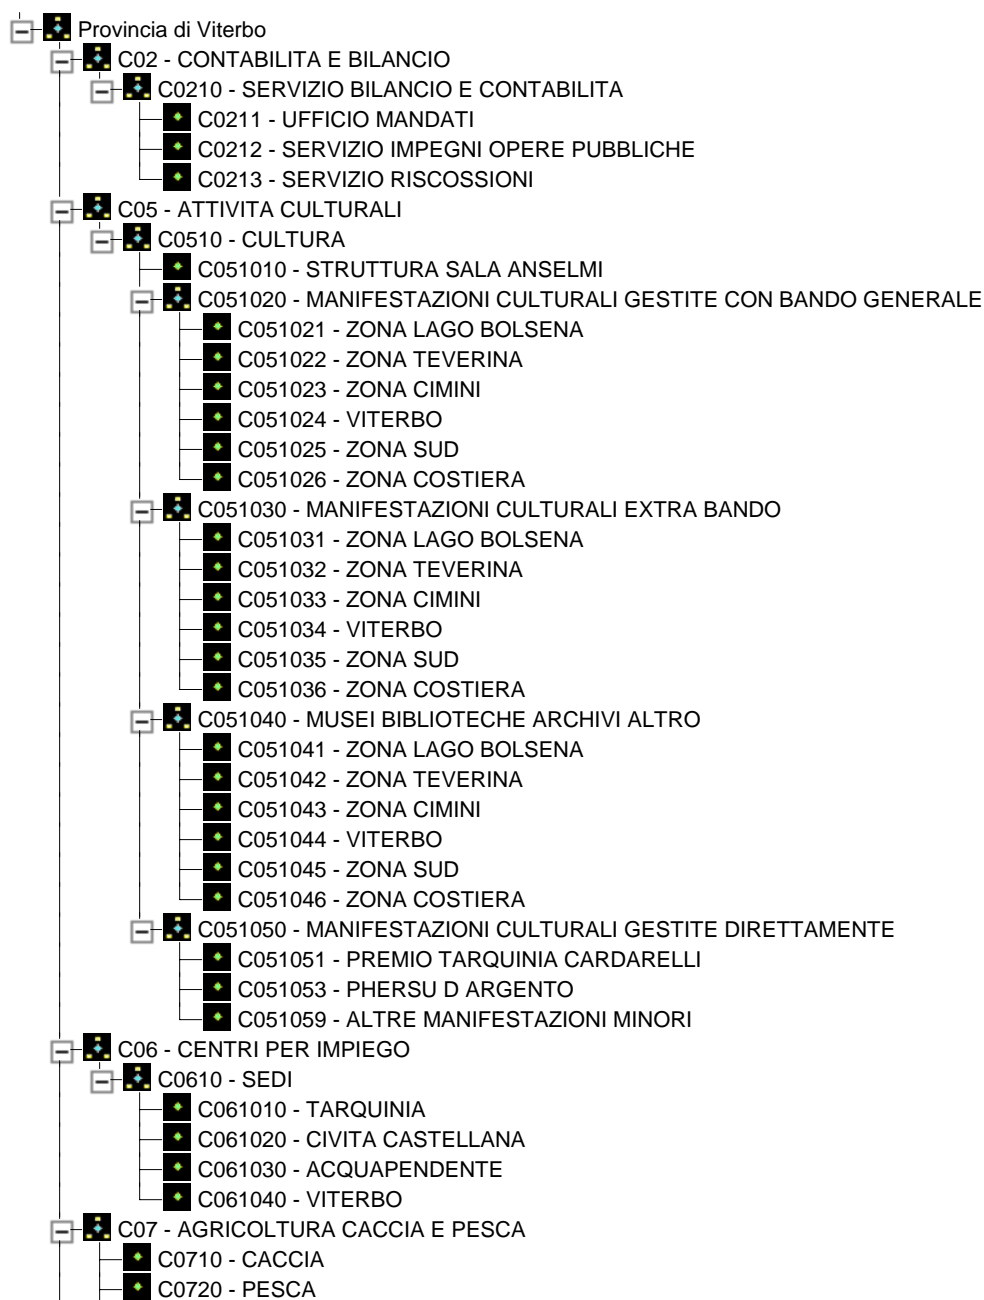 Provincia di Viterbo
C02 - CONTABILITA E BILANCIO
C0210 - SERVIZIO BILANCIO E CONTABILITA
C0211 - UFFICIO MANDATI
C0212 - SERVIZIO IMPEGNI OPERE PUBBLICHE
C0213 - SERVIZIO RISCOSSIONI
C05 - ATTIVITA CULTURALI
C0510 - CULTURA
C051010 - STRUTTURA SALA ANSELMI
C051020 - MANIFESTAZIONI CULTURALI GESTITE CON BANDO GENERALE
C051021 - ZONA LAGO BOLSENA
C051022 - ZONA TEVERINA
C051023 - ZONA CIMINI
C051024 - VITERBO
C051025 - ZONA SUD
C051026 - ZONA COSTIERA
C051030 - MANIFESTAZIONI CULTURALI EXTRA BANDO
C051031 - ZONA LAGO BOLSENA
C051032 - ZONA TEVERINA
C051033 - ZONA CIMINI
C051034 - VITERBO
C051035 - ZONA SUD
C051036 - ZONA COSTIERA
C051040 - MUSEI BIBLIOTECHE ARCHIVI ALTRO
C051041 - ZONA LAGO BOLSENA
C051042 - ZONA TEVERINA
C051043 - ZONA CIMINI
C051044 - VITERBO
C051045 - ZONA SUD
C051046 - ZONA COSTIERA
C051050 - MANIFESTAZIONI CULTURALI GESTITE DIRETTAMENTE
C051051 - PREMIO TARQUINIA CARDARELLI
C051053 - PHERSU D ARGENTO
C051059 - ALTRE MANIFESTAZIONI MINORI
C06 - CENTRI PER IMPIEGO
C0610 - SEDI
C061010 - TARQUINIA
C061020 - CIVITA CASTELLANA
C061030 - ACQUAPENDENTE
C061040 - VITERBO
C07 - AGRICOLTURA CACCIA E PESCA
C0710 - CACCIA
C0720 - PESCA